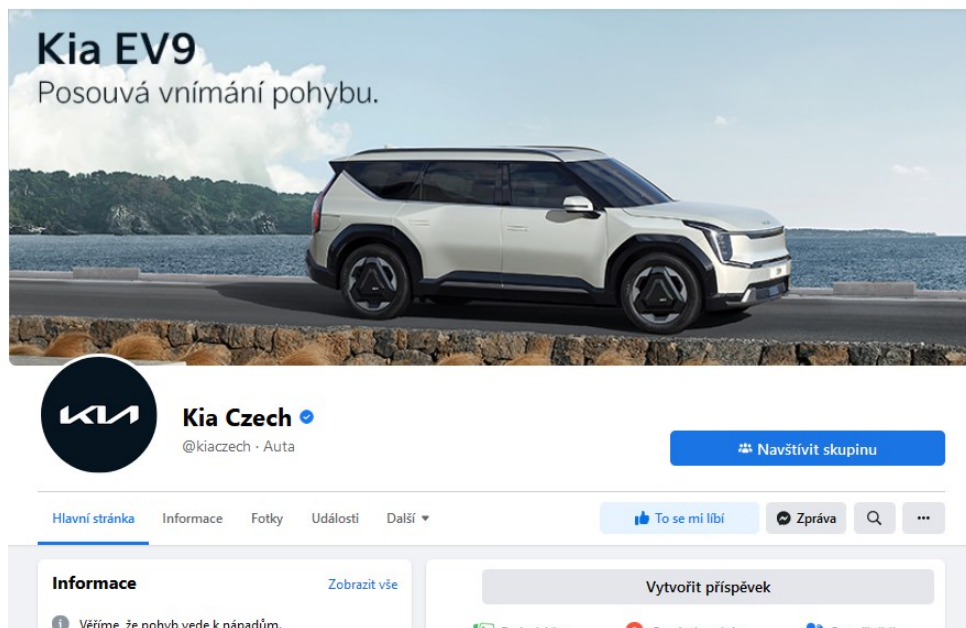 Kia EV9
Posouvá vnímání pohybu.
KIA
Kia Czech
@kiaczech · Auta
Navštívit skupinu
Hlavní stránka Informace Fotky Události Další ▼ To se mi líbí Zpráva ...
Informace Zobrazit vše
Vytvořit příspěvek
Věříme, že pohyb vede k nápadům.